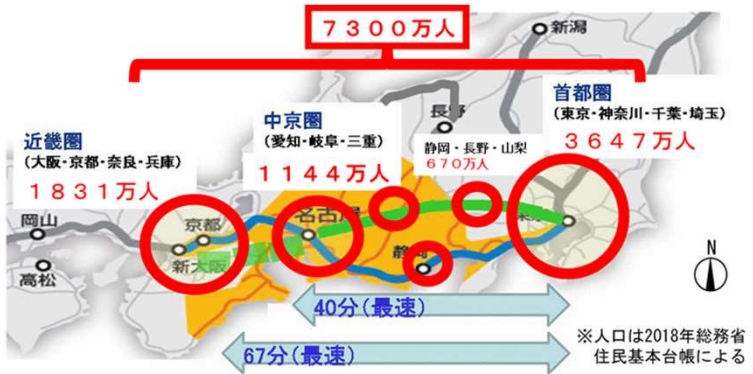 7300万人
新潟
首都圏
(東京・神奈川・千葉・埼玉)
3647万人
長野
中京圏
(愛知・岐阜・三重)
1144万人
静岡・長野・山梨
670万人
近畿圏
(大阪・京都・奈良・兵庫)
1831万人
岡山
京都
名古屋
新大阪
静岡
高松
N
40分(最速)
67分(最速)
※人口は2018年総務省
住民基本台帳による